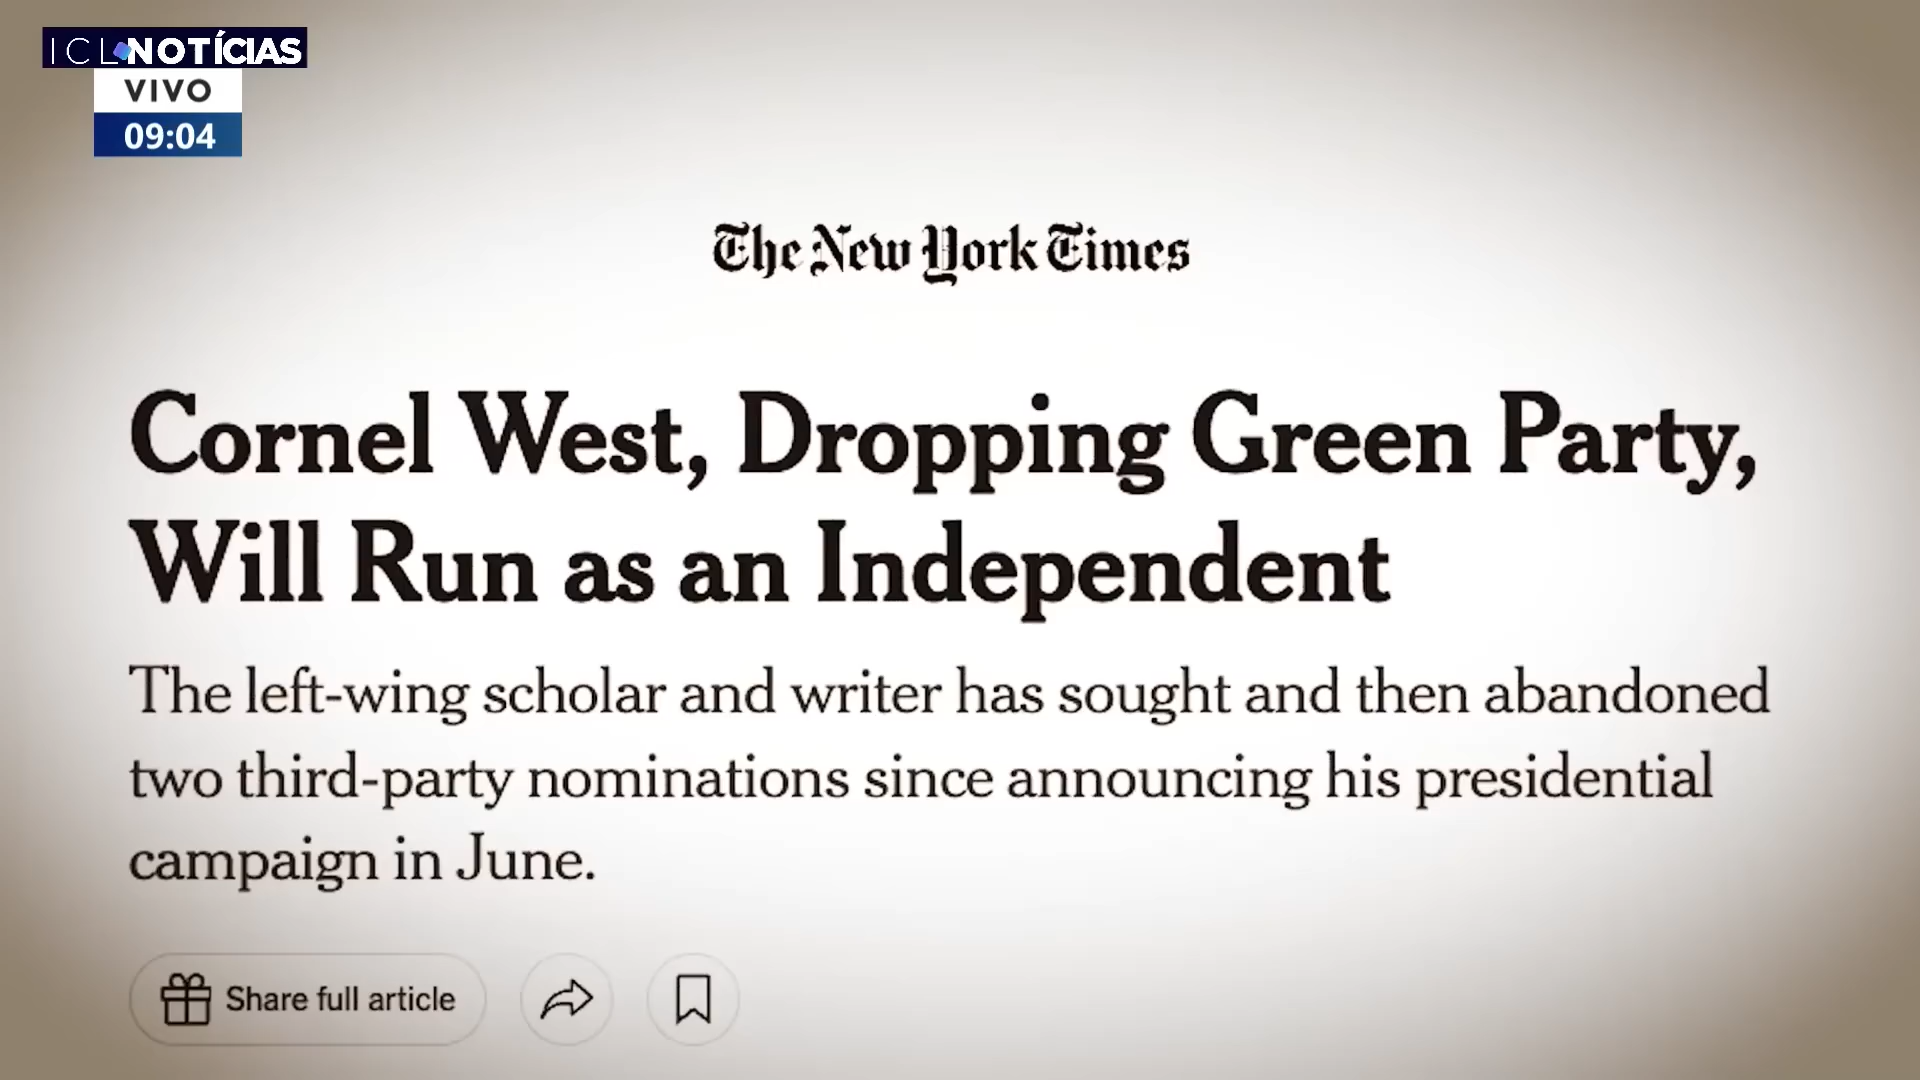 ICL NOTÍCIAS
VIVO
09:04
The New York Times
Cornel West, Dropping Green Party,
Will Run as an Independent
The left-wing scholar and writer has sought and then abandoned
two third-party nominations since announcing his presidential
campaign in June.
Share full article